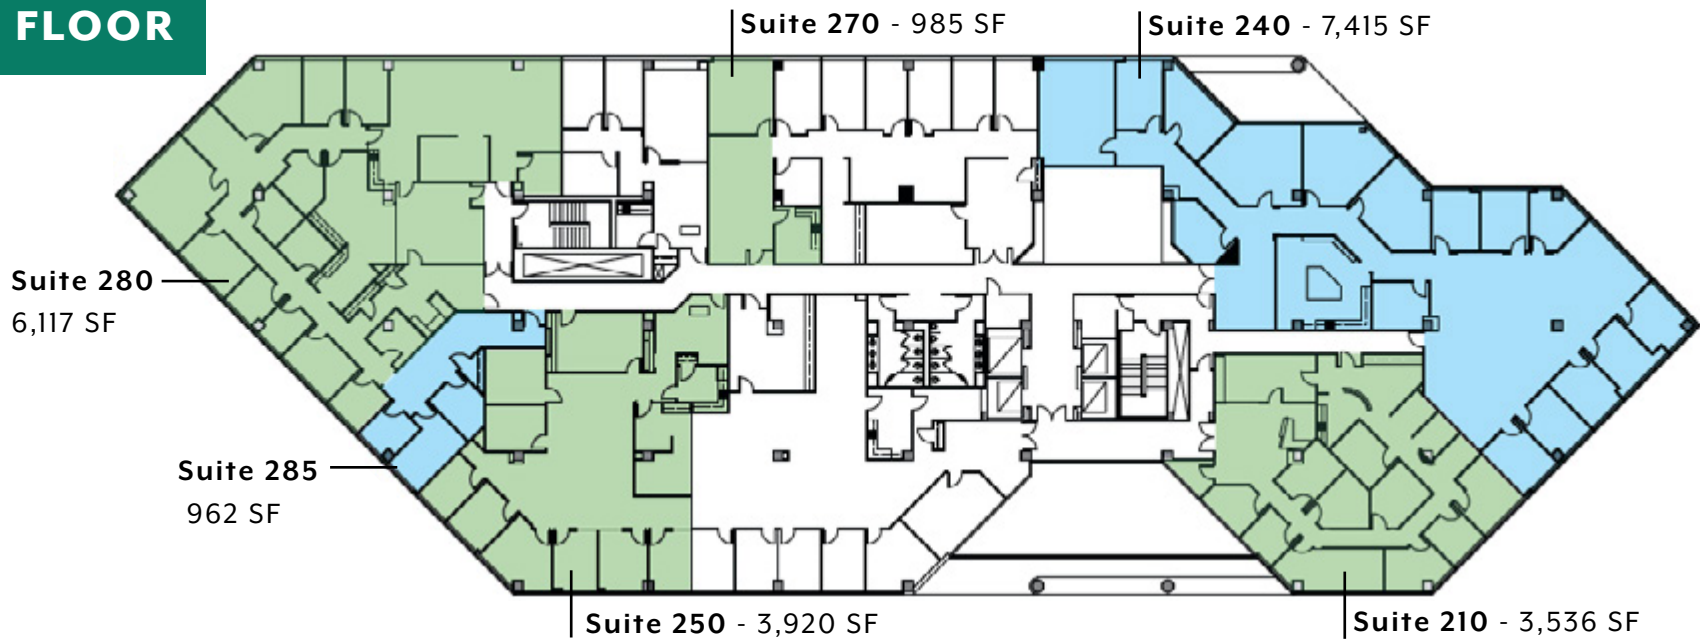 FLOOR
Suite 270 - 985 SF
Suite 240 - 7,415 SF
Suite 280
6,117 SF
Suite 285
962 SF
Suite 250 - 3,920 SF
Suite 210 - 3,536 SF